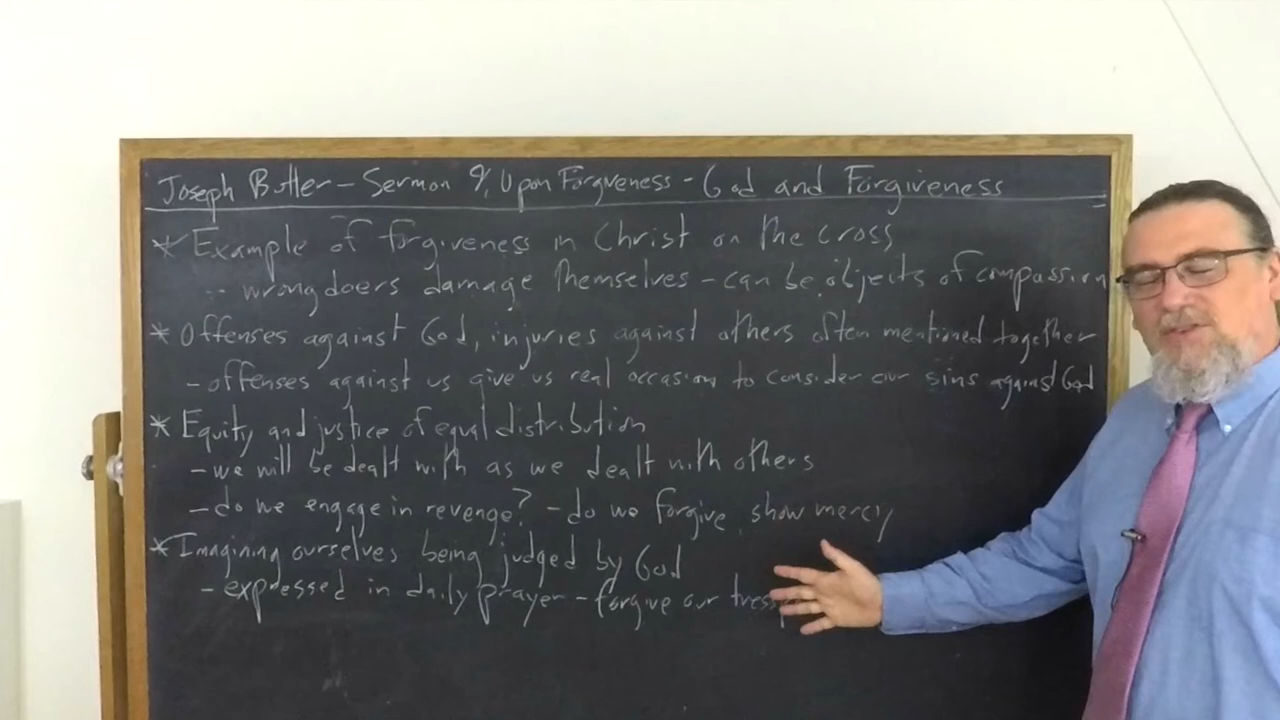 Joseph Butler - Sermon 9, Upon Forgiveness - God and Forgiveness
* Example of forgiveness in Christ on the cross
-- wrongdoers damage themselves - can be objects of compassion
* Offenses against God, injuries against others often mentioned together
- offenses against us give us real occasion to consider our sins against God
* Equity and justice of equal distribution
- we will be dealt with as we dealt with others
- do we engage in revenge? - do we forgive, show mercy
* Imagining ourselves being judged by God
- expressed in daily prayer - forgive our